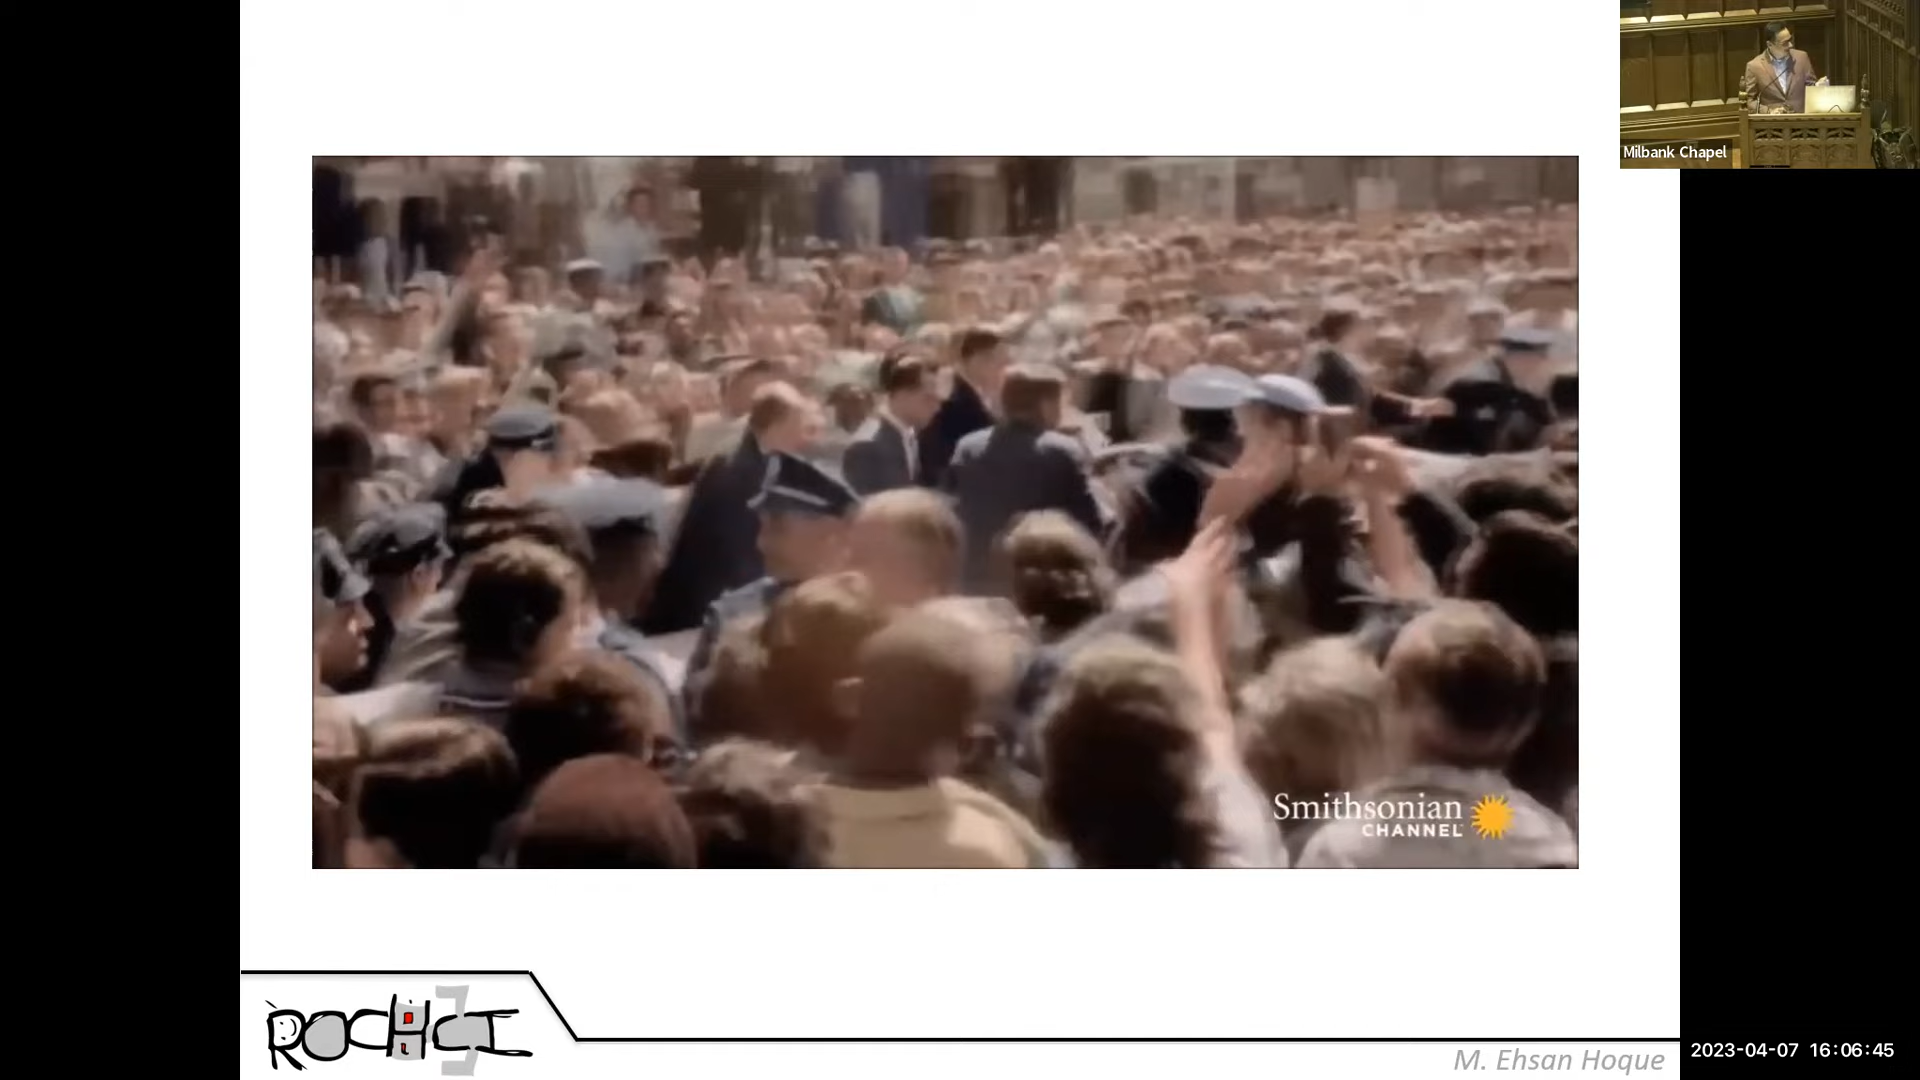 Milbank Chapel
Smithsonian
CHANNEL
ROCHCI
M. Ehsan Hoque
2023-04-07 16:06:45